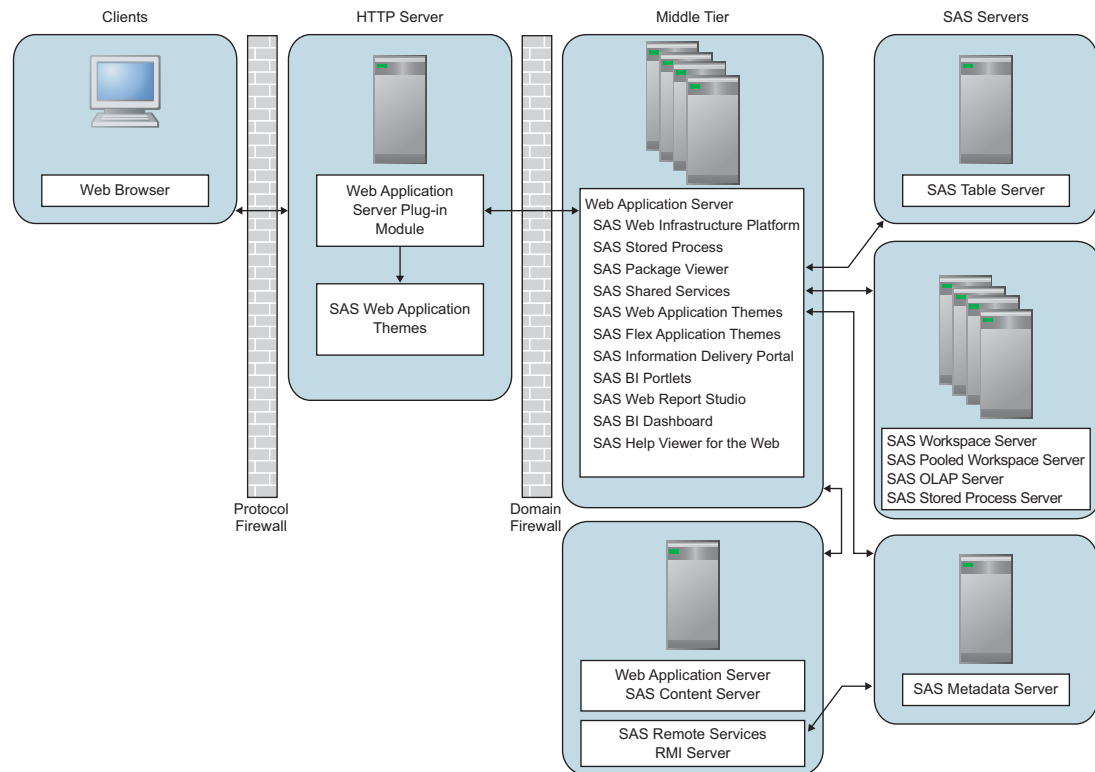 Clients
HTTP Server
Middle Tier
SAS Servers
Web Browser
Protocol
Firewall
Web Application
Server Plug-in
Module
SAS Web Application
Themes
Domain
Firewall
Web Application Server
SAS Web Infrastructure Platform
SAS Stored Process
SAS Package Viewer
SAS Shared Services
SAS Web Application Themes
SAS Flex Application Themes
SAS Information Delivery Portal
SAS BI Portlets
SAS Web Report Studio
SAS BI Dashboard
SAS Help Viewer for the Web
Web Application Server
SAS Content Server
SAS Remote Services
RMI Server
SAS Table Server
SAS Workspace Server
SAS Pooled Workspace Server
SAS OLAP Server
SAS Stored Process Server
SAS Metadata Server